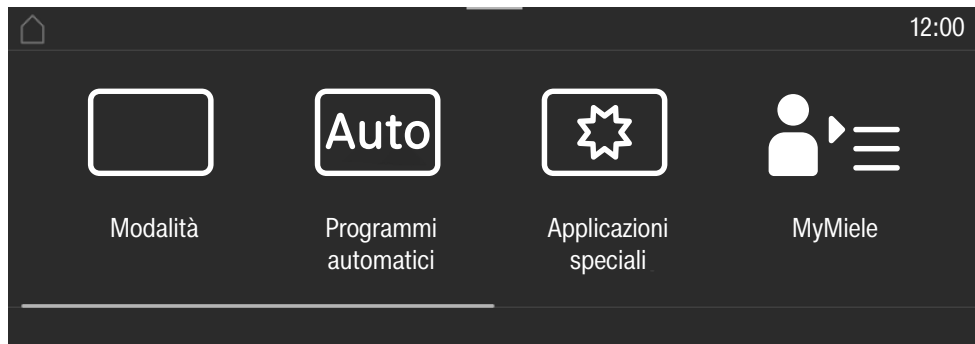 12:00
Auto
Modalità
Programmi
automatici
Applicazioni
speciali
MyMiele